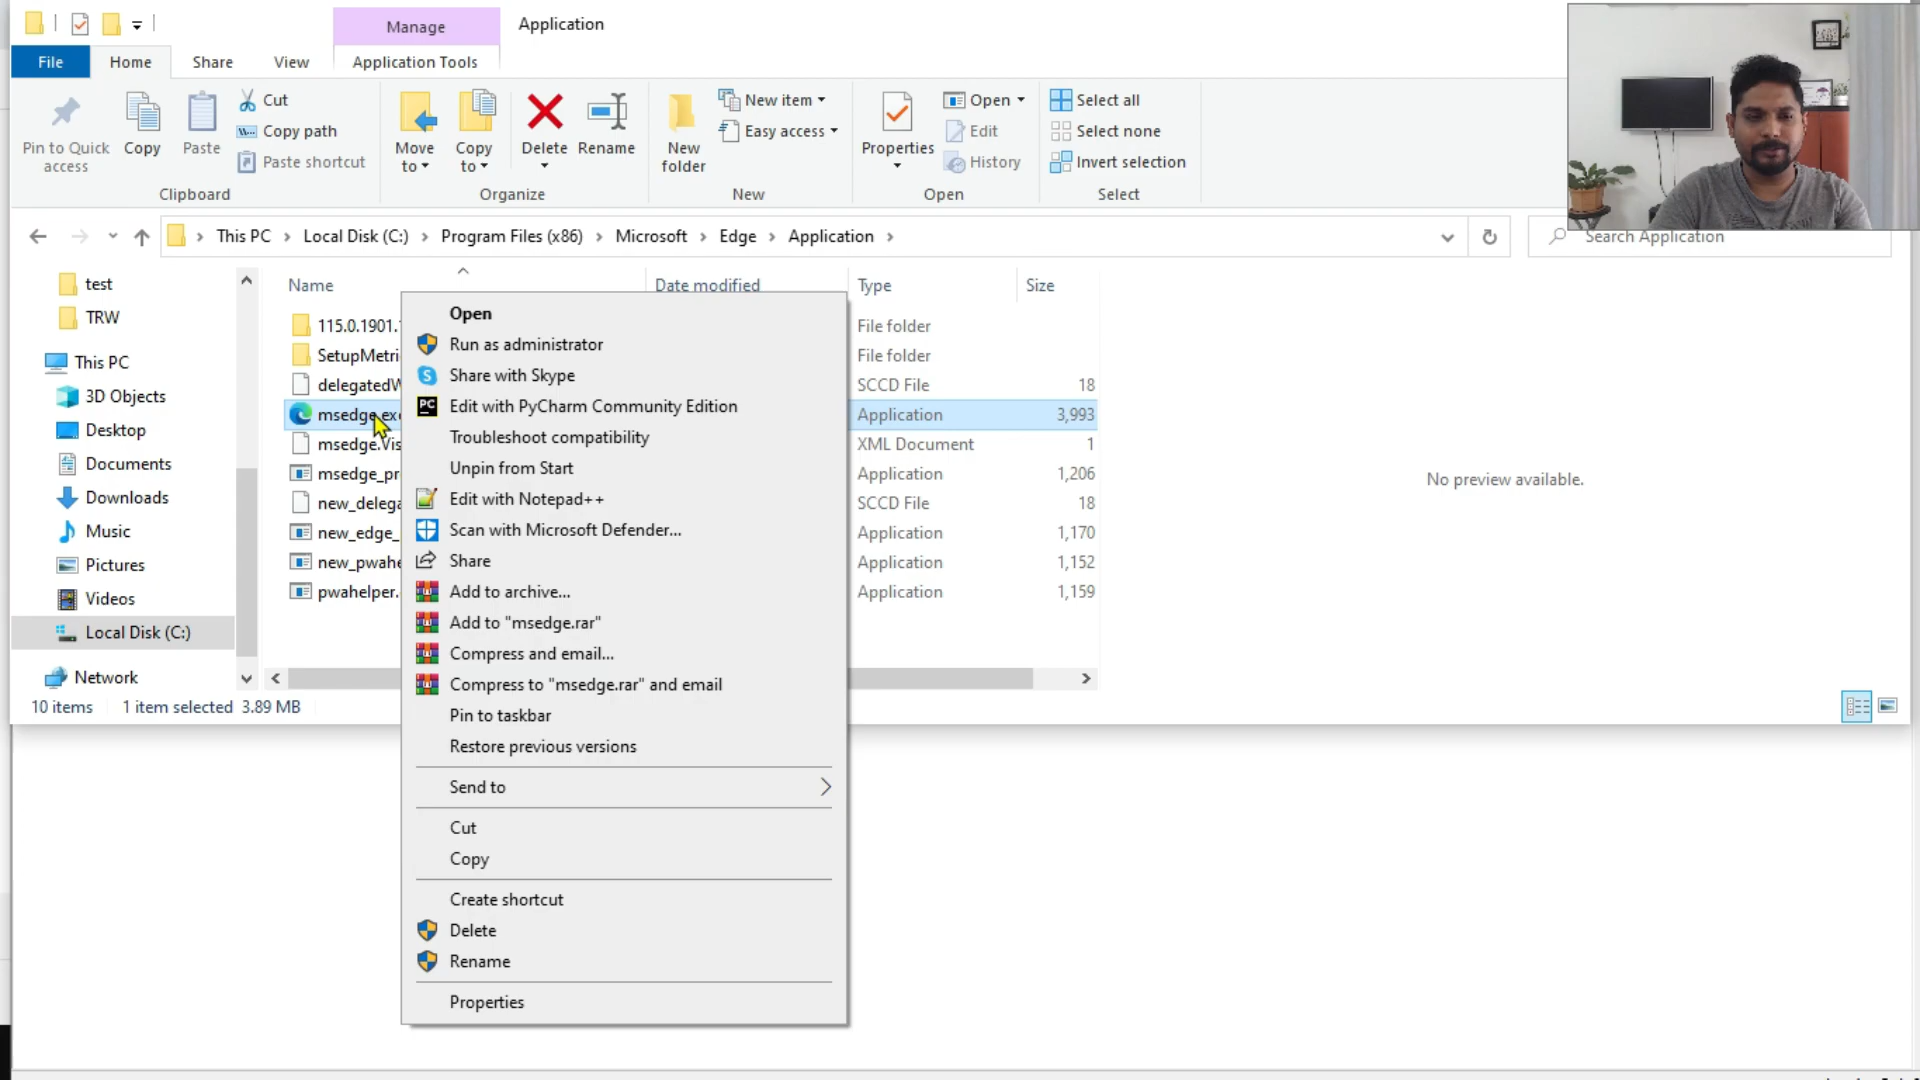 Manage
Application
File
Home
Share
View
Application Tools
Pin to Quick access
Copy
Paste
Cut
Copy path
Paste shortcut
Clipboard
Move to
Copy to
Delete
Rename
Organize
New folder
New item
Easy access
New
Properties
Open
Edit
History
Open
Select all
Select none
Invert selection
Select
This PC
Local Disk (C:)
Program Files (x86)
Microsoft
Edge
Application
Search Application
test
TRW
This PC
3D Objects
Desktop
Documents
Downloads
Music
Pictures
Videos
Local Disk (C:)
Network
Name
Date modified
Type
Size
115.0.1901.
File folder
SetupMetri
File folder
delegatedW
SCCD File
18
msedge.exe
Application
3,993
msedge.Vis
XML Document
1
msedge_pr
Application
1,206
new_delega
SCCD File
18
new_edge_
Application
1,170
new_pwahe
Application
1,152
pwahelper.
Application
1,159
Open
Run as administrator
Share with Skype
Edit with PyCharm Community Edition
Troubleshoot compatibility
Unpin from Start
Edit with Notepad++
Scan with Microsoft Defender...
Share
Add to archive...
Add to "msedge.rar"
Compress and email...
Compress to "msedge.rar" and email
Pin to taskbar
Restore previous versions
Send to
Cut
Copy
Create shortcut
Delete
Rename
Properties
No preview available.
10 items
1 item selected 3.89 MB